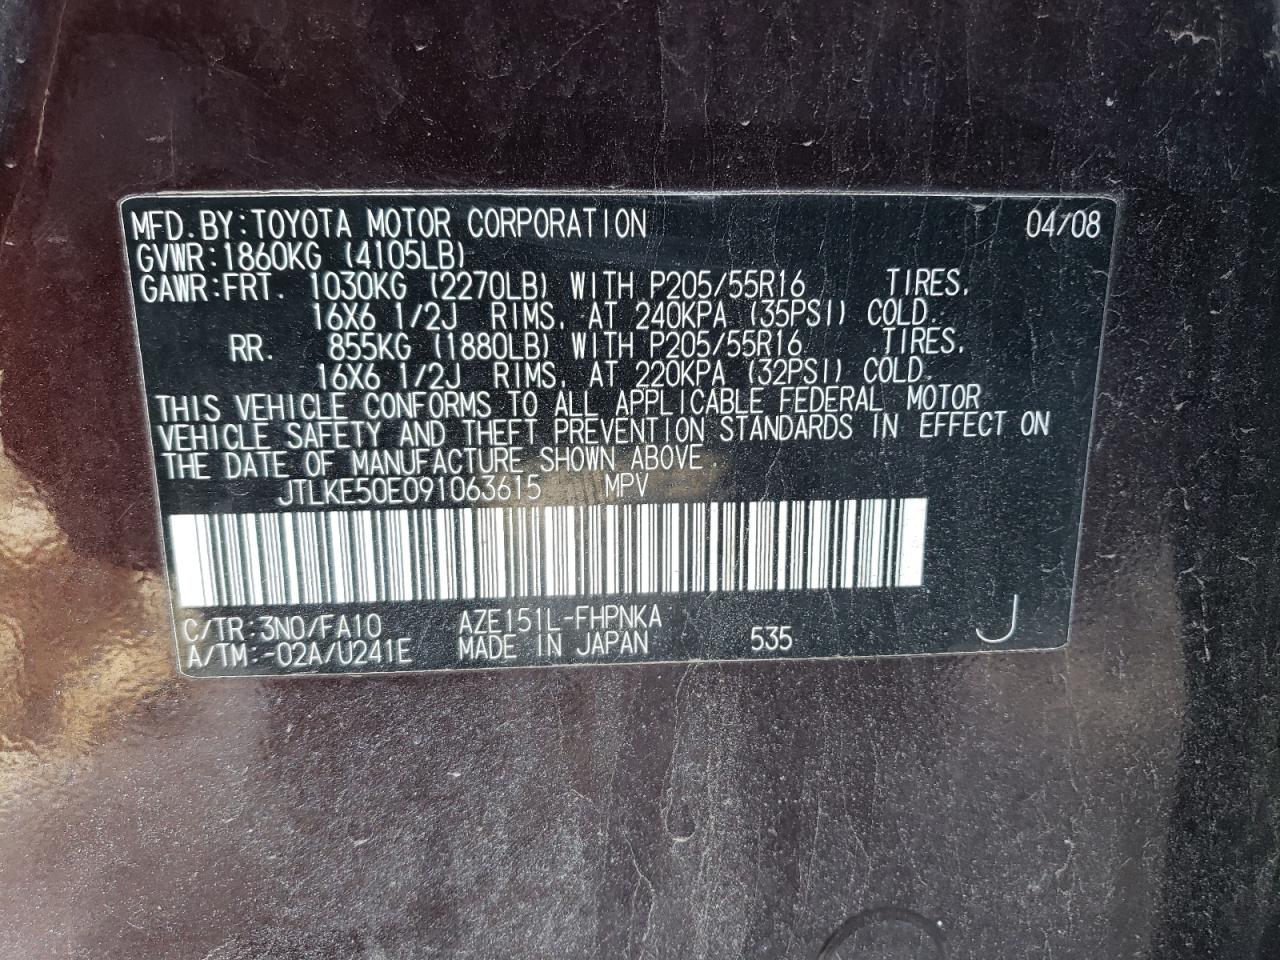 MFD.BY:TOYOTA MOTOR CORPORATION 04/08
GVWR:1860KG (4105LB)
GAWR:FRT. 1030KG (2270LB) WITH P205/55R16 TIRES,
16X6 1/2J RIMS, AT 240KPA (35PSI) COLD.
RR. 855KG (1880LB) WITH P205/55R16 TIRES,
16X6 1/2J RIMS, AT 220KPA (32PSI) COLD.
THIS VEHICLE CONFORMS TO ALL APPLICABLE FEDERAL MOTOR
VEHICLE SAFETY AND THEFT PREVENTION STANDARDS IN EFFECT ON
THE DATE OF MANUFACTURE SHOWN ABOVE.
JTLKE50E091063615 MPV
C/TR:3N0/FA10 AZE151L-FHPNKA
A/TM:-02A/U241E MADE IN JAPAN 535 J